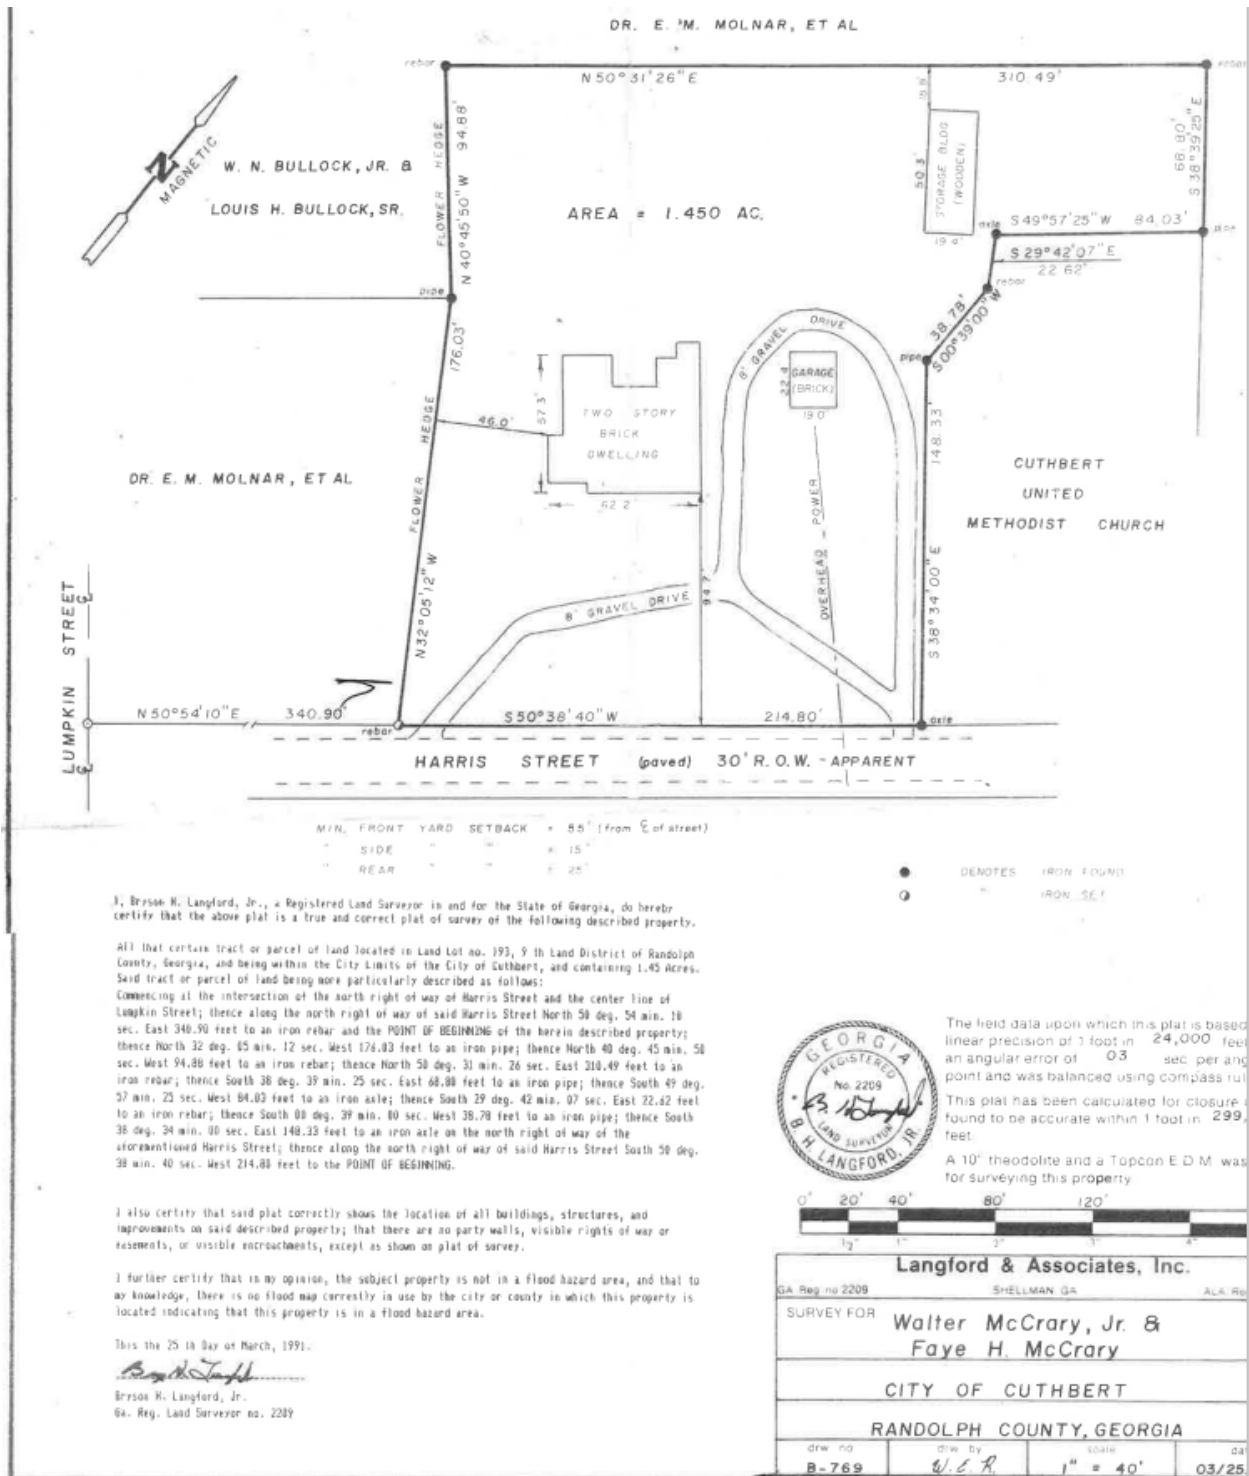 DR. E. M. MOLNAR, ET AL
rebar
N 50°31'26" E
310.49'
rebar
FLOWER HEDGE
N 40°45'50" W 94.88'
N
MAGNETIC
W. N. BULLOCK, JR. &
LOUIS H. BULLOCK, SR.
AREA = 1.450 AC.
50.3'
STORAGE BLDG
(WOODEN)
19.4'
68.80'
S 38°39'25" E
axle
S 49°57'25" W 84.03'
pipe
S 29°42'07" E
22.62'
rebar
38.78'
S 00°39'00" W
pipe
pipe
176.03'
8' GRAVEL DRIVE
GARAGE
(BRICK)
22.4
19.0'
57.3'
46.0'
TWO STORY
BRICK
DWELLING
62.2'
FLOWER HEDGE
N 32°05'12" W
DR. E. M. MOLNAR, ET AL
148.33'
S 38°34'00" E
CUTHBERT
UNITED
METHODIST CHURCH
OVERHEAD - POWER
94.7'
8' GRAVEL DRIVE
LUMPKIN STREET
N 50°54'10" E 340.90'
rebar
S 50°38'40" W
214.80'
axle
HARRIS STREET (paved) 30' R.O.W. - APPARENT
MIN. FRONT YARD SETBACK = 55' (from ℄ of street)
" SIDE " " = 15'
" REAR " " = 25'
DENOTES IRON FOUND
" IRON SET
I, Bryson H. Langford, Jr., a Registered Land Surveyor in and for the State of Georgia, do hereby
certify that the above plat is a true and correct plat of survey of the following described property.
All that certain tract or parcel of land located in Land Lot no. 193, 9 th Land District of Randolph
County, Georgia, and being within the City Limits of the City of Cuthbert, and containing 1.45 Acres.
Said tract or parcel of land being more particularly described as follows:
Commencing at the intersection of the north right of way of Harris Street and the center line of
Lumpkin Street; thence along the north right of way of said Harris Street North 50 deg. 54 min. 10
sec. East 340.90 feet to an iron rebar and the POINT OF BEGINNING of the herein described property;
thence North 32 deg. 05 min. 12 sec. West 176.03 feet to an iron pipe; thence North 40 deg. 45 min. 50
sec. West 94.88 feet to an iron rebar; thence North 50 deg. 31 min. 26 sec. East 310.49 feet to an
iron rebar; thence South 38 deg. 39 min. 25 sec. East 68.80 feet to an iron pipe; thence South 49 deg.
57 min. 25 sec. West 84.03 feet to an iron axle; thence South 29 deg. 42 min. 07 sec. East 22.62 feet
to an iron rebar; thence South 00 deg. 39 min. 00 sec. West 38.78 feet to an iron pipe; thence South
38 deg. 34 min. 00 sec. East 148.33 feet to an iron axle on the north right of way of the
aforementioned Harris Street; thence along the north right of way of said Harris Street South 50 deg.
38 min. 40 sec. West 214.80 feet to the POINT OF BEGINNING.
I also certify that said plat correctly shows the location of all buildings, structures, and
improvements on said described property; that there are no party walls, visible rights of way or
easements, or visible encroachments, except as shown on plat of survey.
I further certify that in my opinion, the subject property is not in a flood hazard area, and that to
my knowledge, there is no flood map currently in use by the city or county in which this property is
located indicating that this property is in a flood hazard area.
This the 25 th Day of March, 1991.
Bryson H. Langford, Jr.
Ga. Reg. Land Surveyor no. 2209
GEORGIA
REGISTERED
No. 2209
LAND SURVEYOR
B. H. LANGFORD, JR.
The field data upon which this plat is based
linear precision of 1 foot in 24,000 feet
an angular error of 03 sec per ang
point and was balanced using compass rul
This plat has been calculated for closure
found to be accurate within 1 foot in 299,
feet.
A 10" theodolite and a Topcon E.D.M. was
for surveying this property
0' 20' 40' 80' 120'
1/2" 1" 2" 4"
Langford & Associates, Inc.
GA. Reg. no 2209 SHELLMAN, GA
SURVEY FOR Walter McCrary, Jr. &
Faye H. McCrary
CITY OF CUTHBERT
RANDOLPH COUNTY, GEORGIA
drw no drw by scale da
B-769 W.E.R. 1" = 40' 03/25